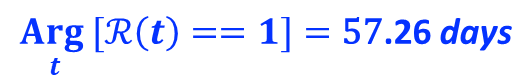 Arg [ℛ(t) == 1] = 57.26 days
t